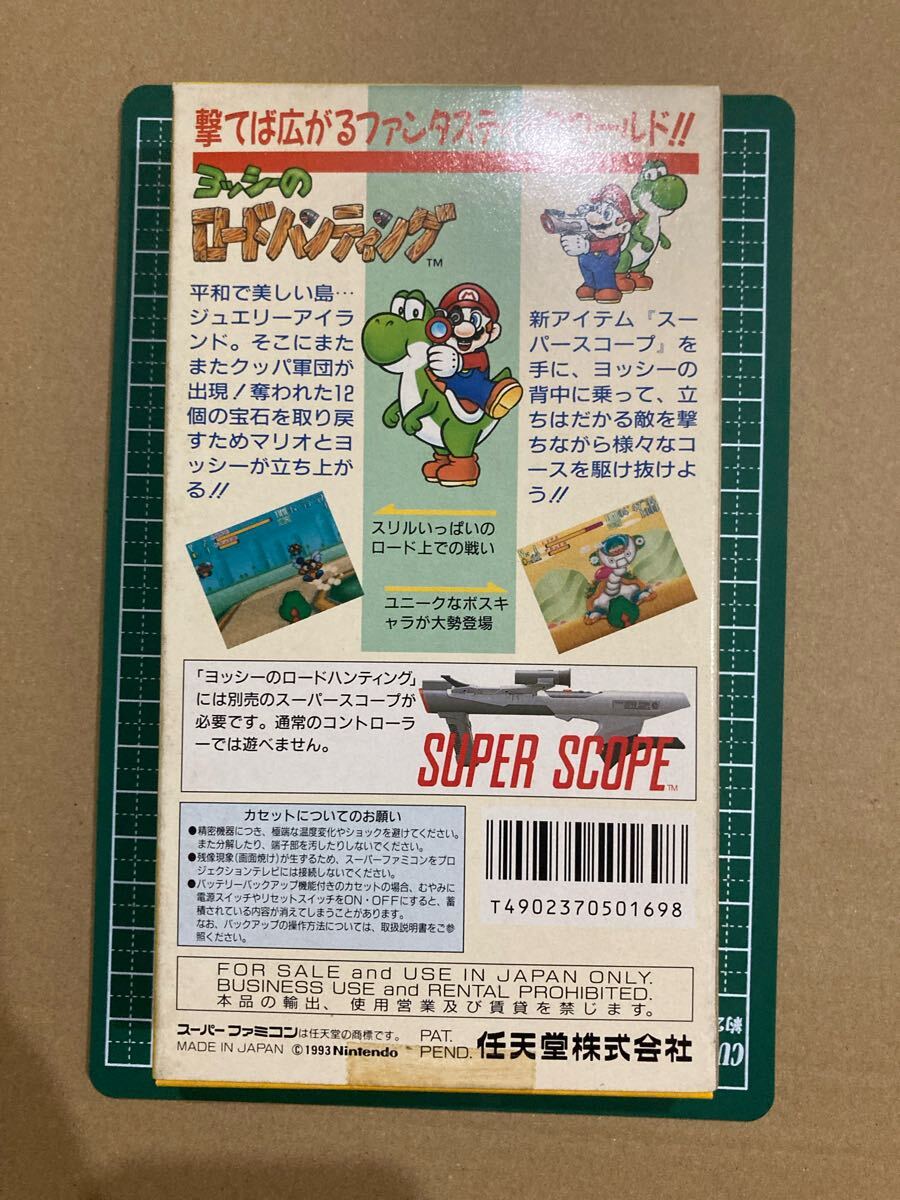 撃てば広がるファンタスティックワールド!!
ヨッシーの
ロードハンティング™
平和で美しい島…
ジュエリーアイラ
ンド。そこにまた
またクッパ軍団が
出現！奪われた12
個の宝石を取り戻
すためマリオとヨ
ッシーが立ち上が
る!!
新アイテム『スー
パースコープ』を
手に、ヨッシーの
背中に乗って、立
ちはだかる敵を撃
ちながら様々なコ
ースを駆け抜けよ
う!!
スリルいっぱいの
ロード上での戦い
ユニークなボスキ
ャラが大勢登場
「ヨッシーのロードハンティング」
には別売のスーパースコープが
必要です。通常のコントローラ
ーでは遊べません。
SUPER SCOPE™
カセットについてのお願い
●精密機器につき、極端な温度変化やショックを避けてください。
また分解したり、端子部を汚したりしないでください。
●残像現象(画面焼け)が生ずるため、スーパーファミコンをプロ
ジェクションテレビには接続しないでください。
●バッテリーバックアップ機能付きのカセットの場合、むやみに
電源スイッチやリセットスイッチをON・OFFにすると、蓄
積されている内容が消えてしまうことがあります。
なお、バックアップの操作方法については、取扱説明書をご参
照ください。
T4902370501698
FOR SALE and USE IN JAPAN ONLY.
BUSINESS USE and RENTAL PROHIBITED.
本品の輸出、使用営業及び賃貸を禁じます。
スーパーファミコンは任天堂の商標です。
MADE IN JAPAN ©1993 Nintendo
PAT.
PEND.
任天堂株式会社